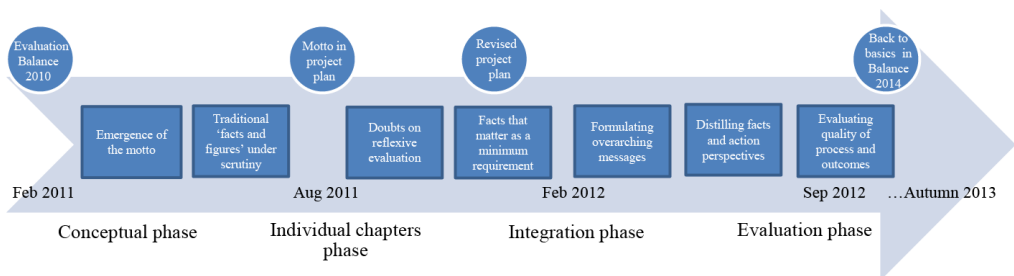 Evaluation
Balance
2010
Motto in
project
plan
Revised
project
plan
Back to
basics in
Balance
2014
Emergence of
the motto
Traditional
‘facts and
figures’ under
scrutiny
Doubts on
reflexive
evaluation
Facts that
matter as a
minimum
requirement
Formulating
overarching
messages
Distilling facts
and action
perspectives
Evaluating
quality of
process and
outcomes
Feb 2011
Aug 2011
Feb 2012
Sep 2012
…Autumn 2013
Conceptual phase
Individual chapters
phase
Integration phase
Evaluation phase